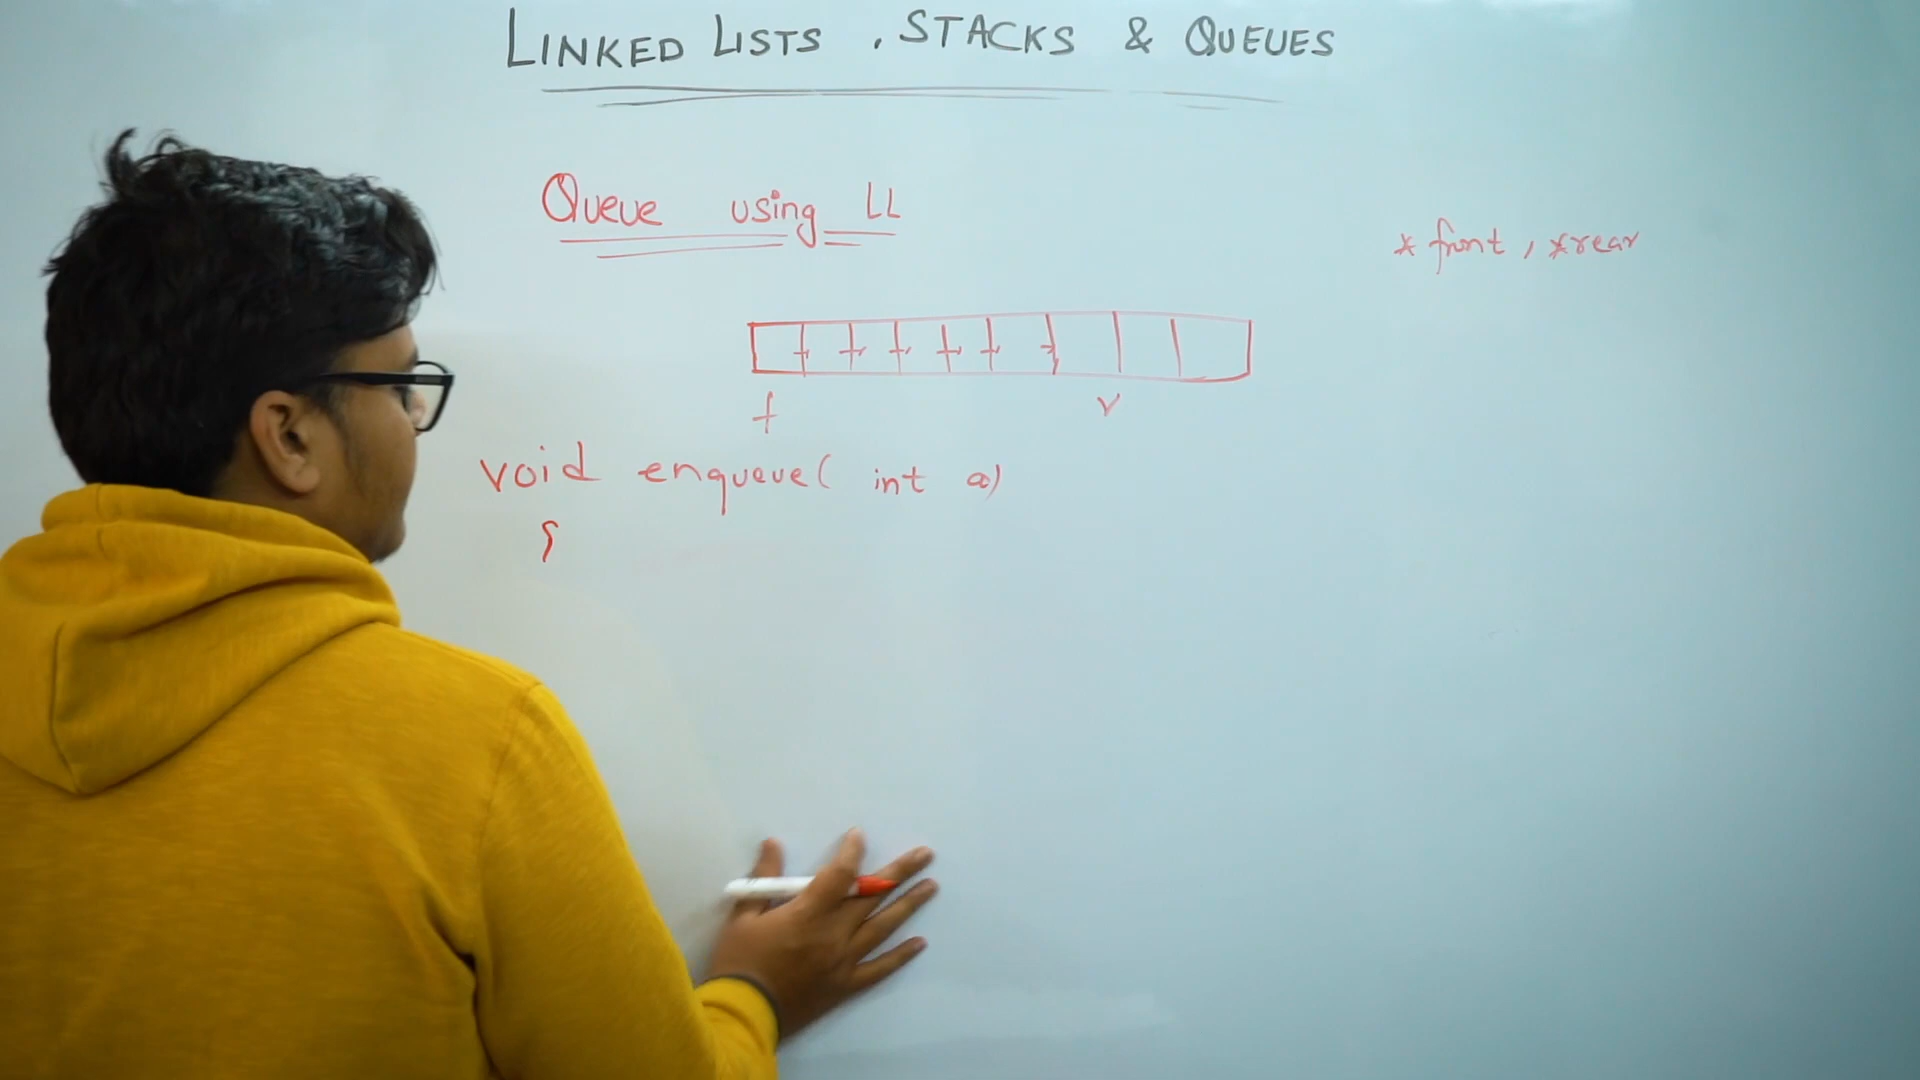 LINKED LISTS , STACKS & QUEUES
Queue using LL
* front , *rear
f r
void enqueue( int a)
{